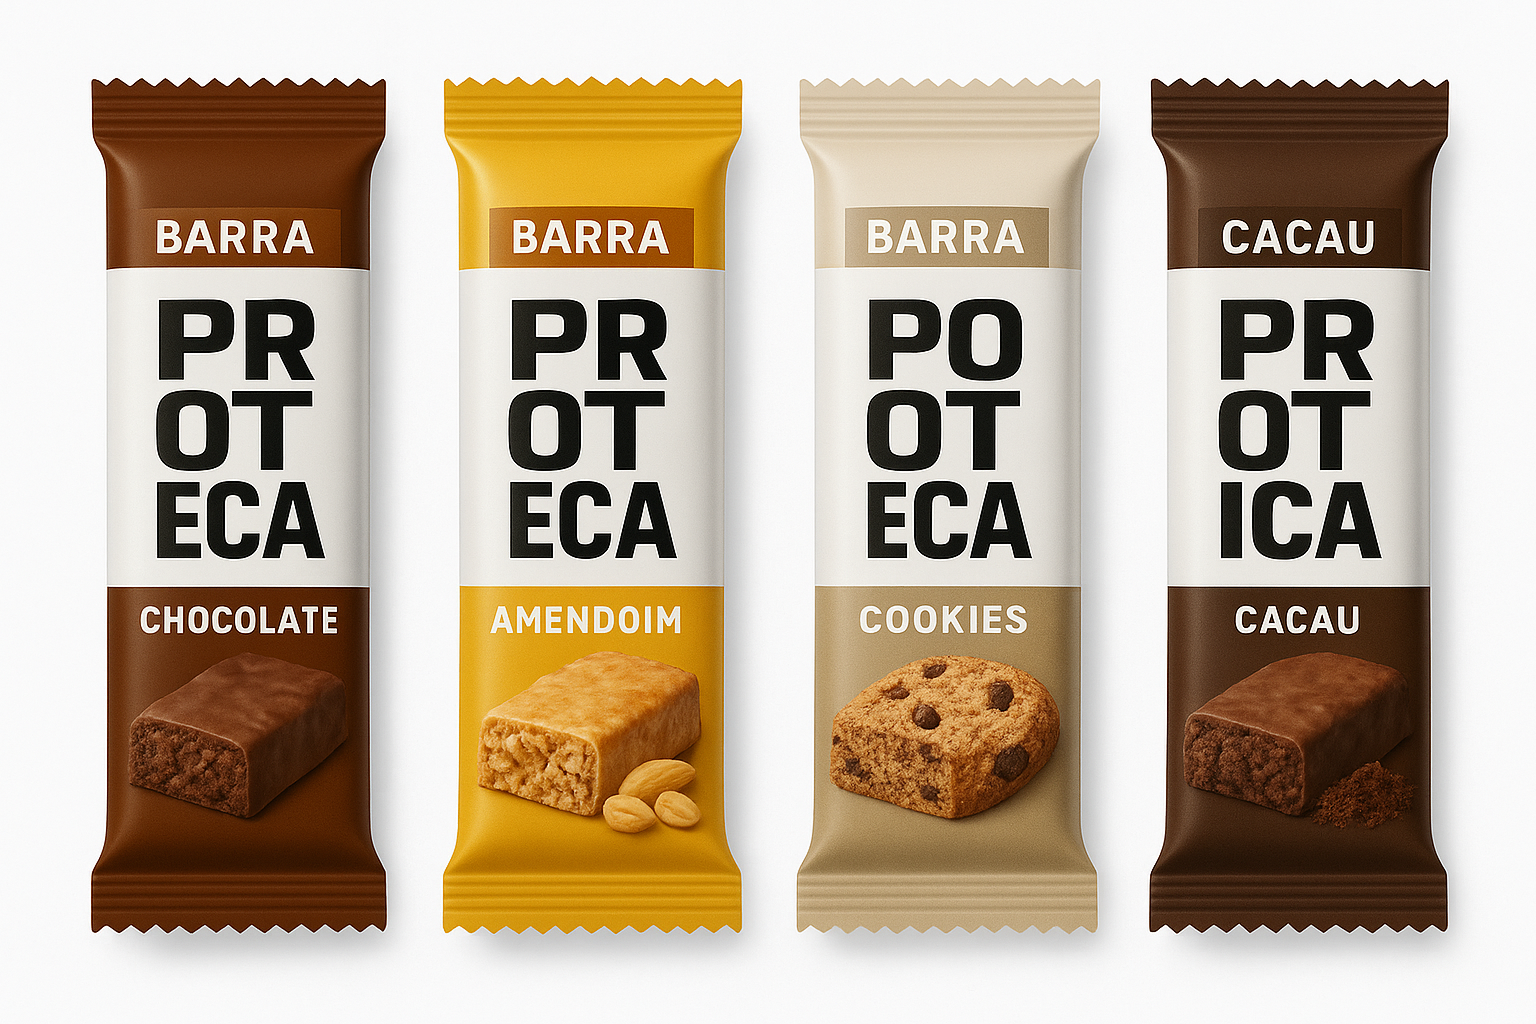 BARRA
PR
OT
ECA
CHOCOLATE
BARRA
PR
OT
ECA
AMENDOIM
BARRA
PO
OT
ECA
COOKIES
CACAU
PR
OT
ICA
CACAU